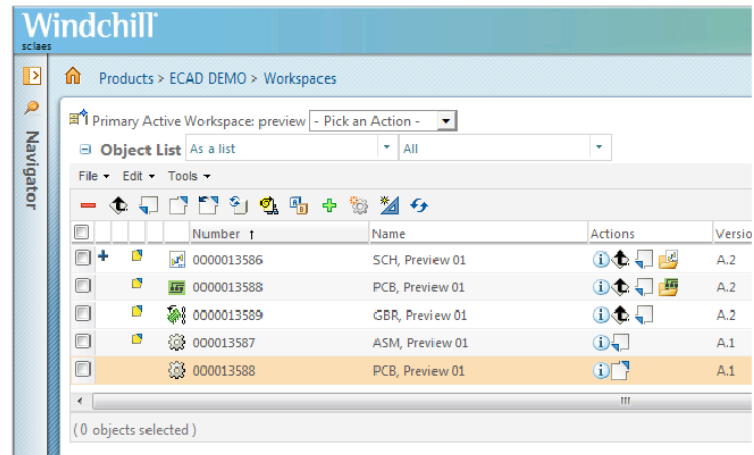 Windchill
sclaes
Products > ECAD DEMO > Workspaces
Navigator
Primary Active Workspace: preview - Pick an Action -
Object List As a list All
File Edit Tools
Number Name Actions Versio
0000013586 SCH, Preview 01 A.2
0000013588 PCB, Preview 01 A.2
0000013589 GBR, Preview 01 A.2
000013587 ASM, Preview 01 A.1
000013588 PCB, Preview 01 A.1
( 0 objects selected )